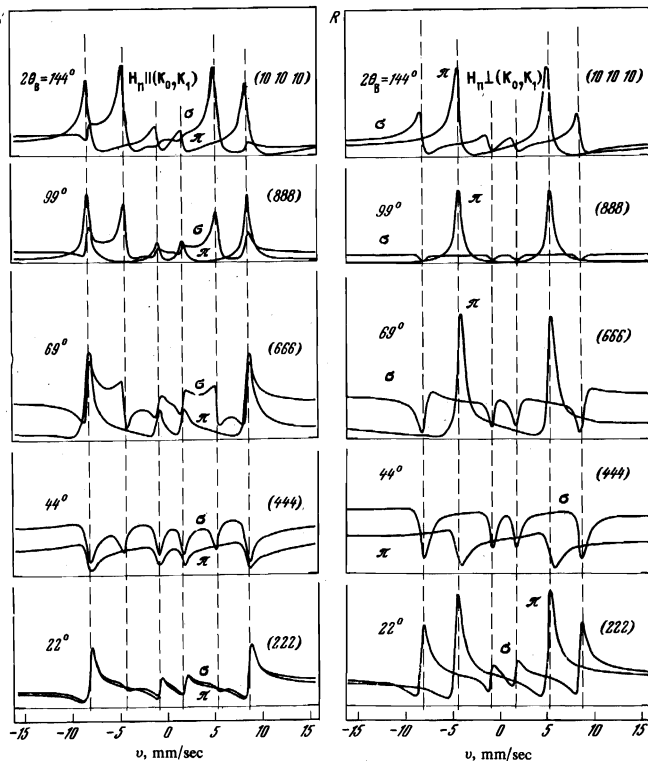 R
2θB=144° Hп∥(K0,K1) (10 10 10)
σ
π
99° (888)
σ
π
69° (666)
σ
π
44° (444)
σ
π
22° (222)
σ
π
-15 -10 -5 0 5 10 15
υ, mm/sec
R
2θB=144° π Hп⊥(K0,K1) (10 10 10)
σ
99° π (888)
σ
π
69° (666)
σ
44° (444)
σ
π
π
22° (222)
σ
-15 -10 -5 0 5 10 15
υ, mm/sec